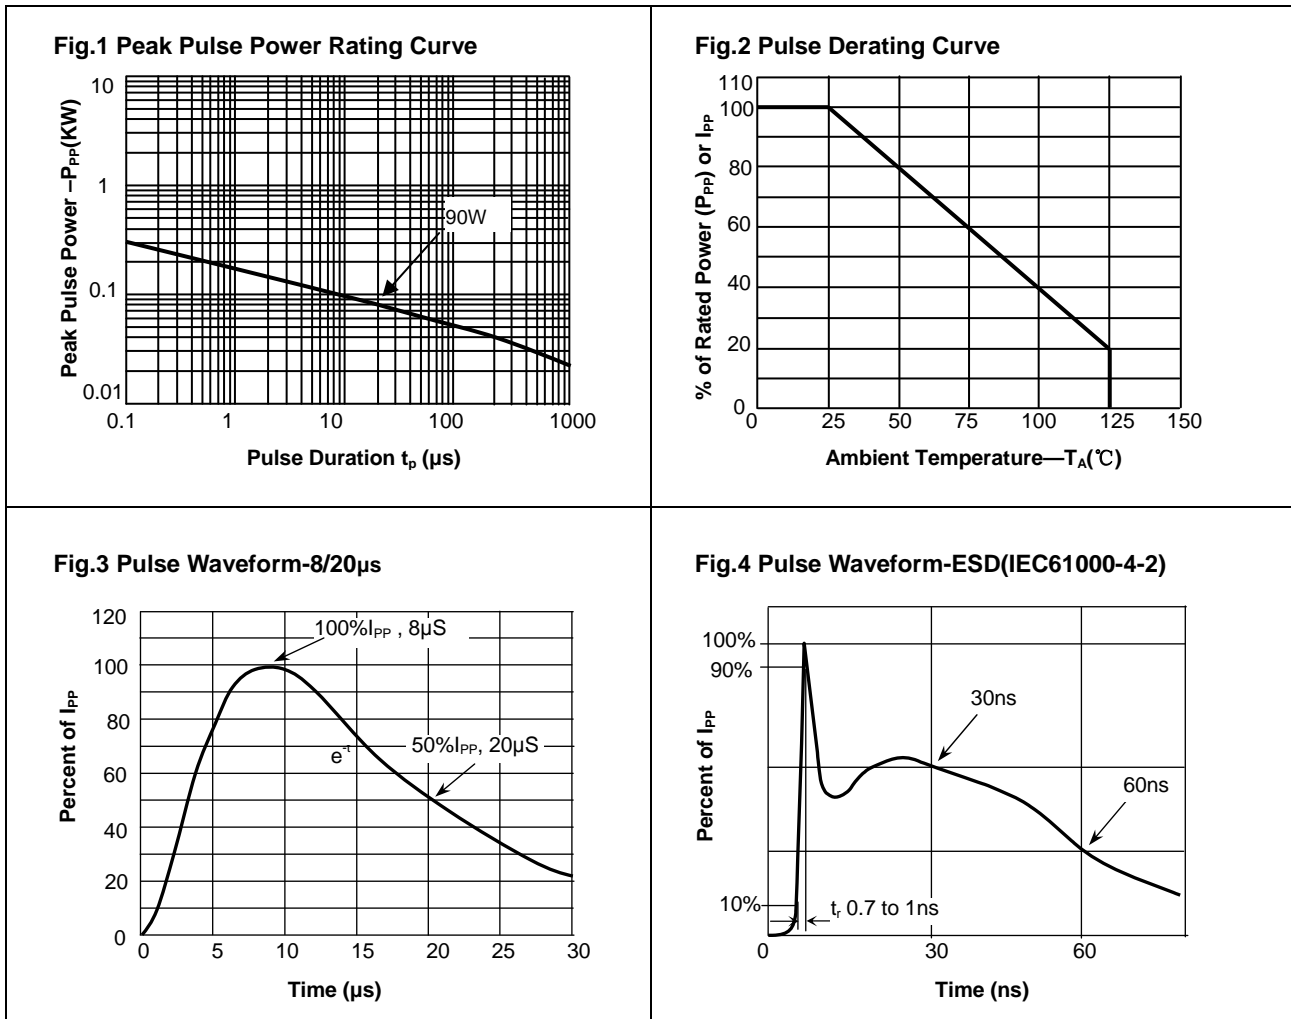 Fig.1 Peak Pulse Power Rating Curve
Peak Pulse Power –PPP(KW)
10
1
0.1
0.01
90W
0.1 1 10 100 1000
Pulse Duration tp (µs)
Fig.2 Pulse Derating Curve
% of Rated Power (PPP) or IPP
110
100
80
60
40
20
0
0 25 50 75 100 125 150
Ambient Temperature—TA(℃)
Fig.3 Pulse Waveform-8/20µs
Percent of IPP
120
100
80
60
40
20
0
100%IPP , 8µS
e-t
50%IPP, 20µS
0 5 10 15 20 25 30
Time (µs)
Fig.4 Pulse Waveform-ESD(IEC61000-4-2)
Percent of IPP
100%
90%
10%
30ns
60ns
tr 0.7 to 1ns
0 30 60
Time (ns)